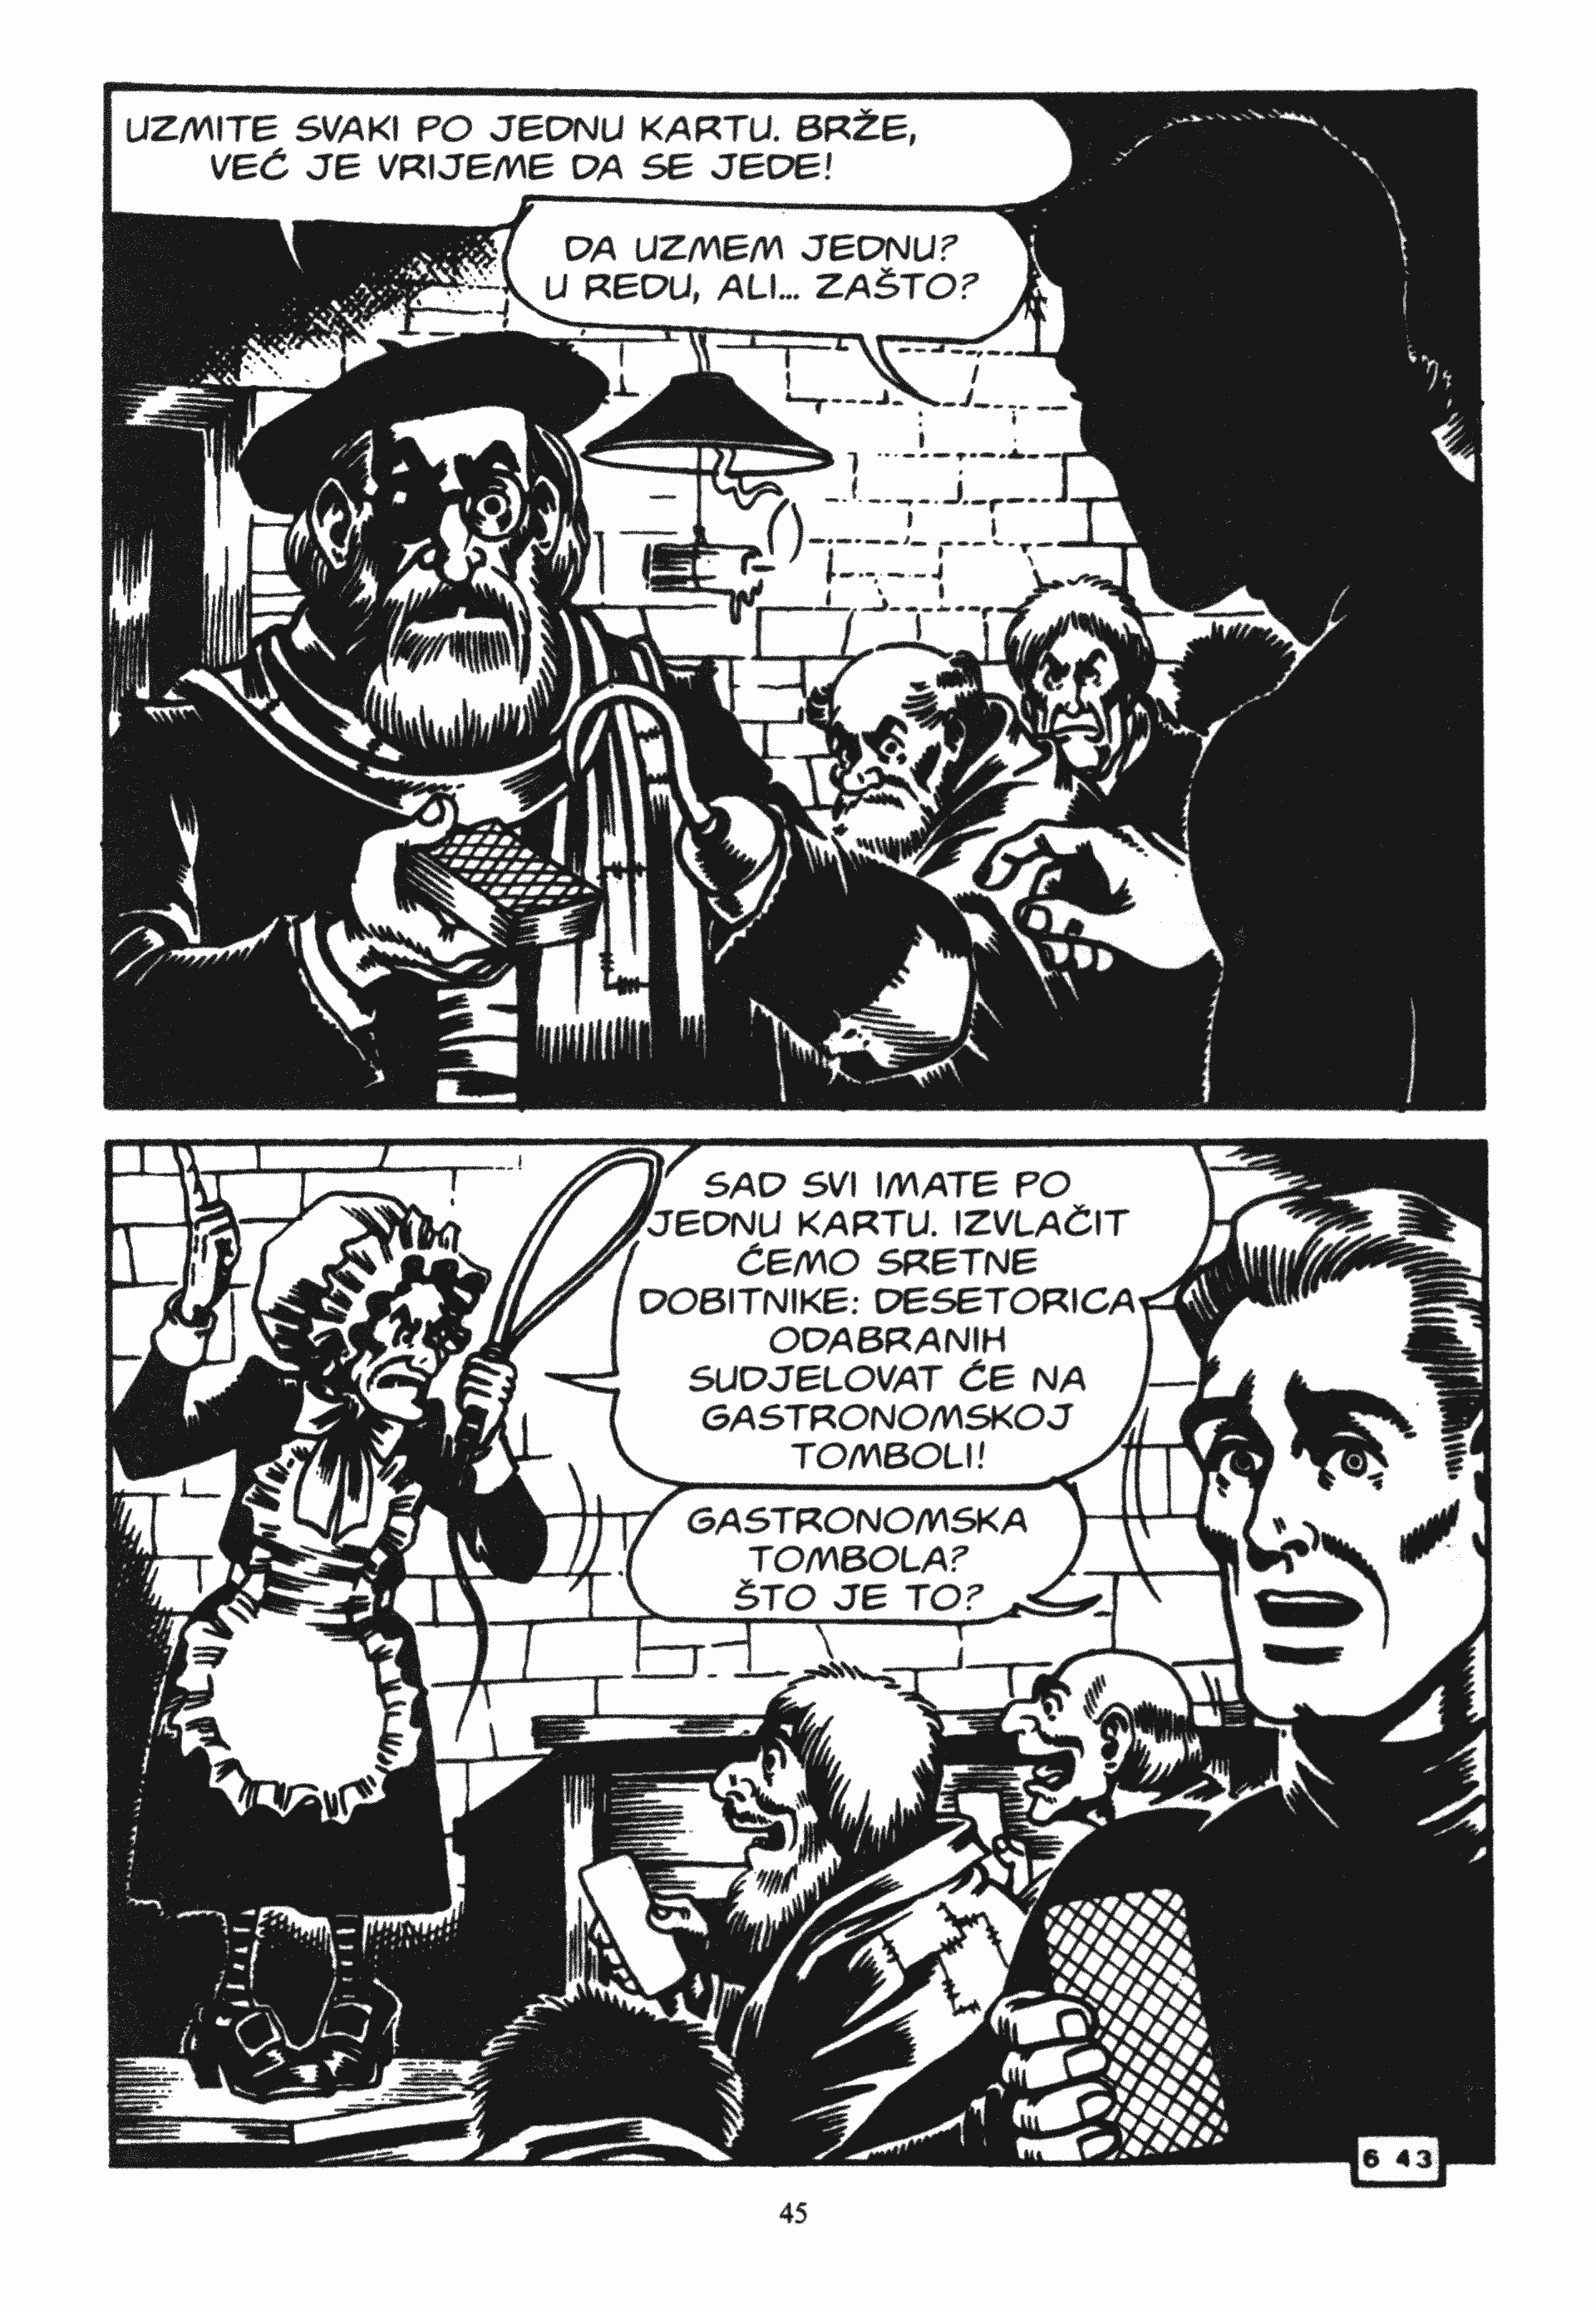 UZMITE SVAKI PO JEDNU KARTU. BRŽE,
VEĆ JE VRIJEME DA SE JEDE!
DA UZMEM JEDNU?
U REDU, ALI... ZAŠTO?
SAD SVI IMATE PO
JEDNU KARTU. IZVLAČIT
ĆEMO SRETNE
DOBITNIKE: DESETORICA
ODABRANIH
SUDJELOVAT ĆE NA
GASTRONOMSKOJ
TOMBOLI!
GASTRONOMSKA
TOMBOLA?
ŠTO JE TO?
6 43
45